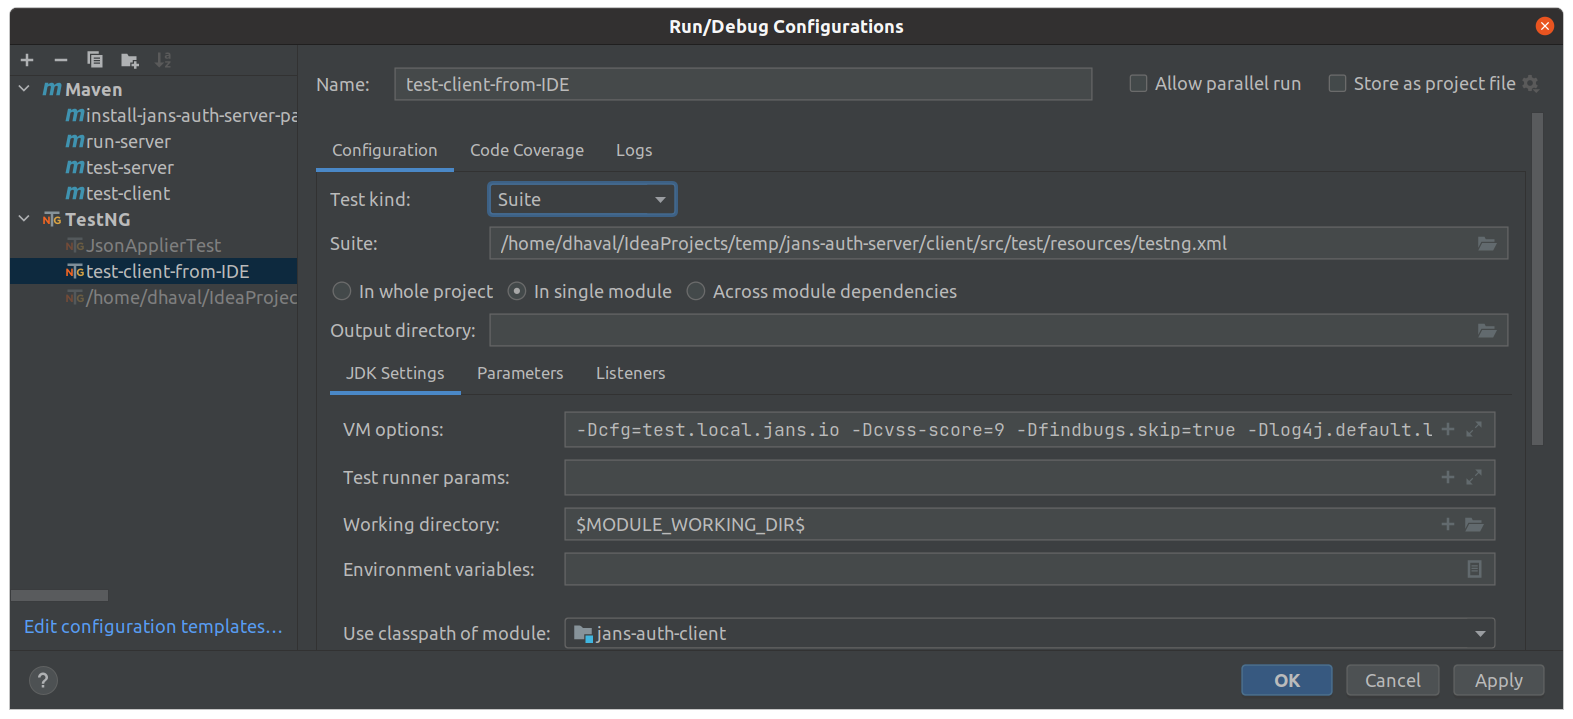 Run/Debug Configurations
Maven
install-jans-auth-server-pa
run-server
test-server
test-client
TestNG
JsonApplierTest
test-client-from-IDE
/home/dhaval/IdeaProjec
Edit configuration templates...
Name: test-client-from-IDE
Allow parallel run
Store as project file
Configuration Code Coverage Logs
Test kind: Suite
Suite: /home/dhaval/IdeaProjects/temp/jans-auth-server/client/src/test/resources/testng.xml
In whole project In single module Across module dependencies
Output directory:
JDK Settings Parameters Listeners
VM options: -Dcfg=test.local.jans.io -Dcvss-score=9 -Dfindbugs.skip=true -Dlog4j.default.l
Test runner params:
Working directory: $MODULE_WORKING_DIR$
Environment variables:
Use classpath of module: jans-auth-client
? OK Cancel Apply